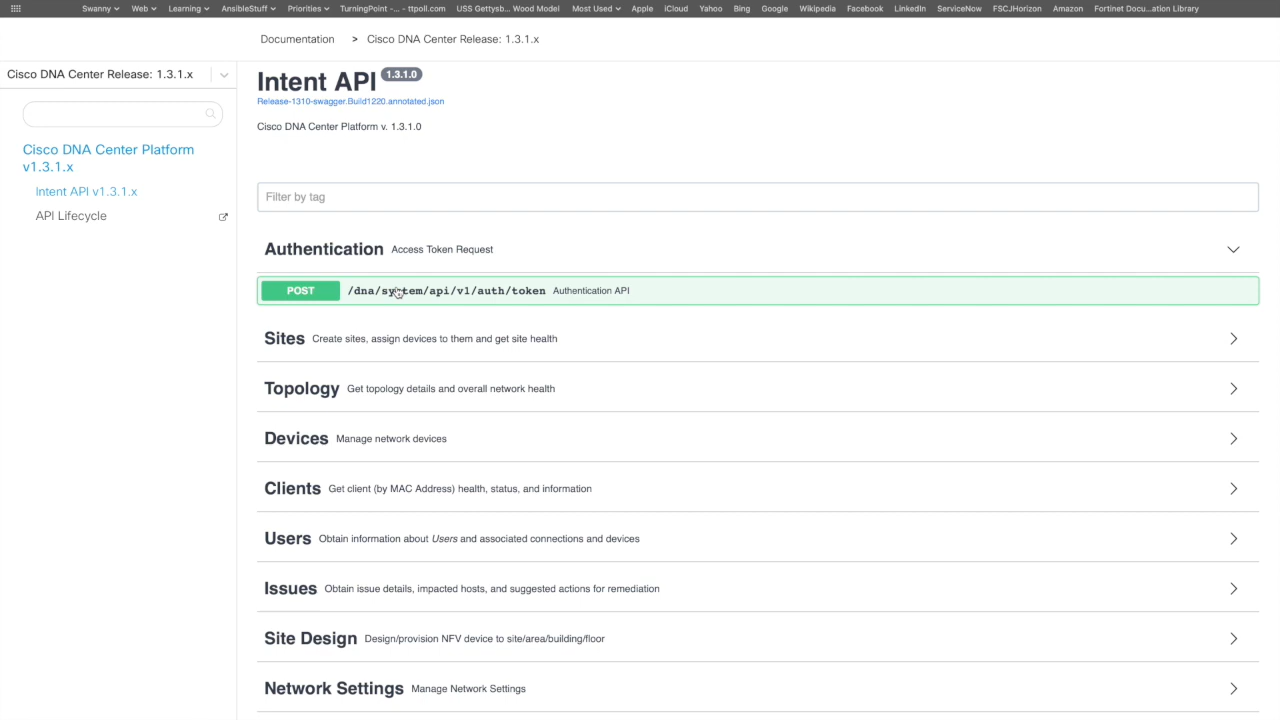 Swanny Web Learning AnsibleStuff Priorities TurningPoint -... - ttpoll.com USS Gettysb... Wood Model Most Used Apple iCloud Yahoo Bing Google Wikipedia Facebook LinkedIn ServiceNow FSCJHorizon Amazon Fortinet Docu...ation Library
Documentation > Cisco DNA Center Release: 1.3.1.x
Cisco DNA Center Release: 1.3.1.x
Cisco DNA Center Platform
v1.3.1.x
Intent API v1.3.1.x
API Lifecycle
Intent API 1.3.1.0
Release-1310-swagger.Build1220.annotated.json
Cisco DNA Center Platform v. 1.3.1.0
Filter by tag
Authentication Access Token Request
POST /dna/system/api/v1/auth/token Authentication API
Sites Create sites, assign devices to them and get site health
Topology Get topology details and overall network health
Devices Manage network devices
Clients Get client (by MAC Address) health, status, and information
Users Obtain information about Users and associated connections and devices
Issues Obtain issue details, impacted hosts, and suggested actions for remediation
Site Design Design/provision NFV device to site/area/building/floor
Network Settings Manage Network Settings